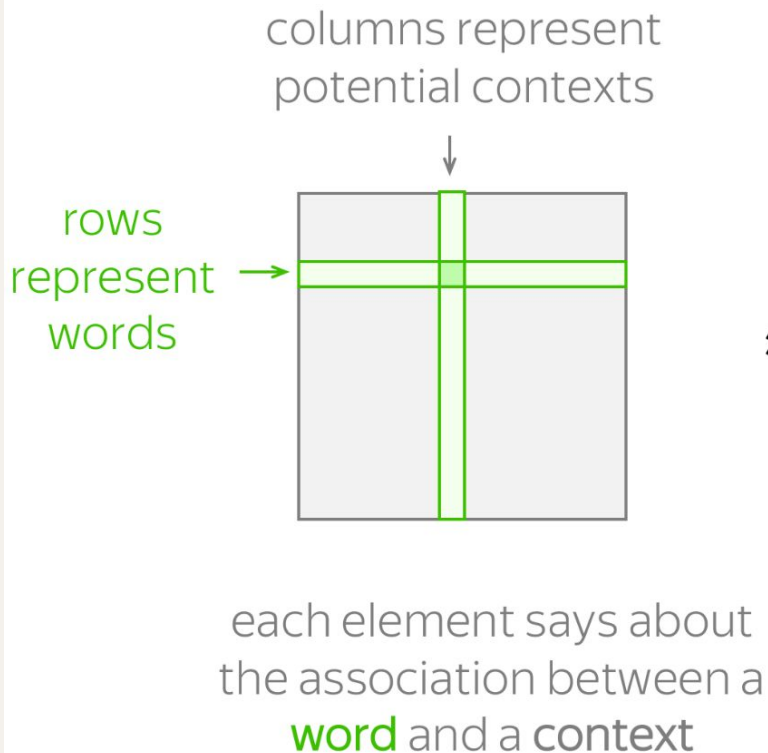 columns represent
potential contexts
rows
represent
words
each element says about
the association between a
word and a context